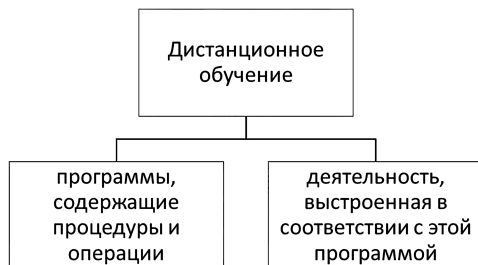 Дистанционное
обучение
программы,
содержащие
процедуры и
операции
деятельность,
выстроенная в
соответствии с этой
программой